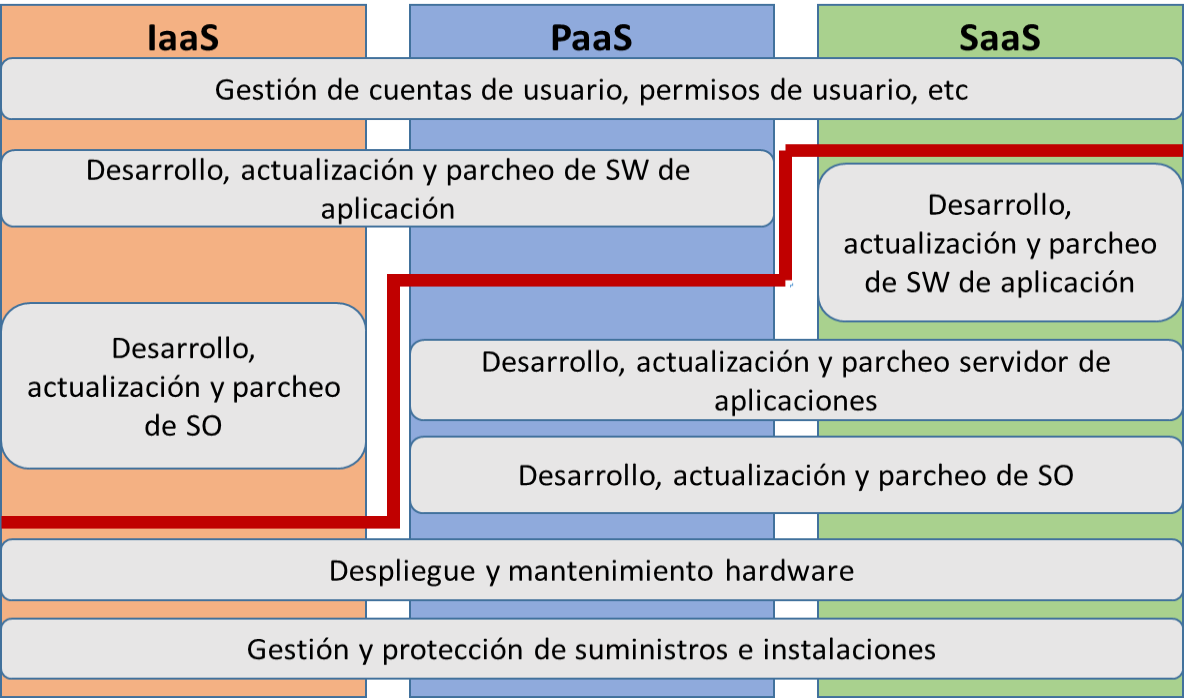 IaaS
PaaS
SaaS
Gestión de cuentas de usuario, permisos de usuario, etc
Desarrollo, actualización y parcheo de SW de
aplicación
Desarrollo,
actualización y parcheo
de SW de aplicación
Desarrollo,
actualización y parcheo
de SO
Desarrollo, actualización y parcheo servidor de
aplicaciones
Desarrollo, actualización y parcheo de SO
Despliegue y mantenimiento hardware
Gestión y protección de suministros e instalaciones